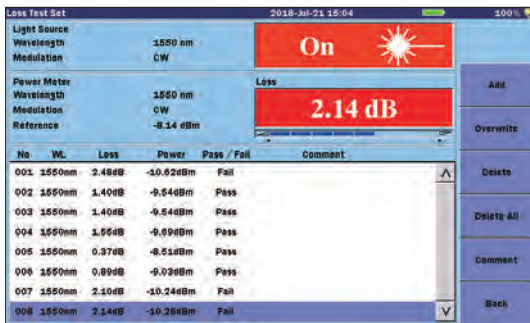 Loss Test Set 2018-Jul-21 15:04 100%
Light Source
Wavelength 1550 nm
Modulation CW
On
Power Meter
Wavelength 1550 nm
Modulation CW
Reference -8.14 dBm
Loss
2.14 dB
No WL Loss Power Pass / Fail Comment
001 1550nm 2.48dB -10.62dBm Fail
002 1550nm 1.40dB -9.54dBm Pass
003 1550nm 1.40dB -9.54dBm Pass
004 1550nm 1.55dB -9.69dBm Pass
005 1550nm 0.37dB -8.51dBm Pass
006 1550nm 0.89dB -9.03dBm Pass
007 1550nm 2.10dB -10.24dBm Fail
008 1550nm 2.14dB -10.28dBm Fail
Add
Overwrite
Delete
Delete All
Comment
Back